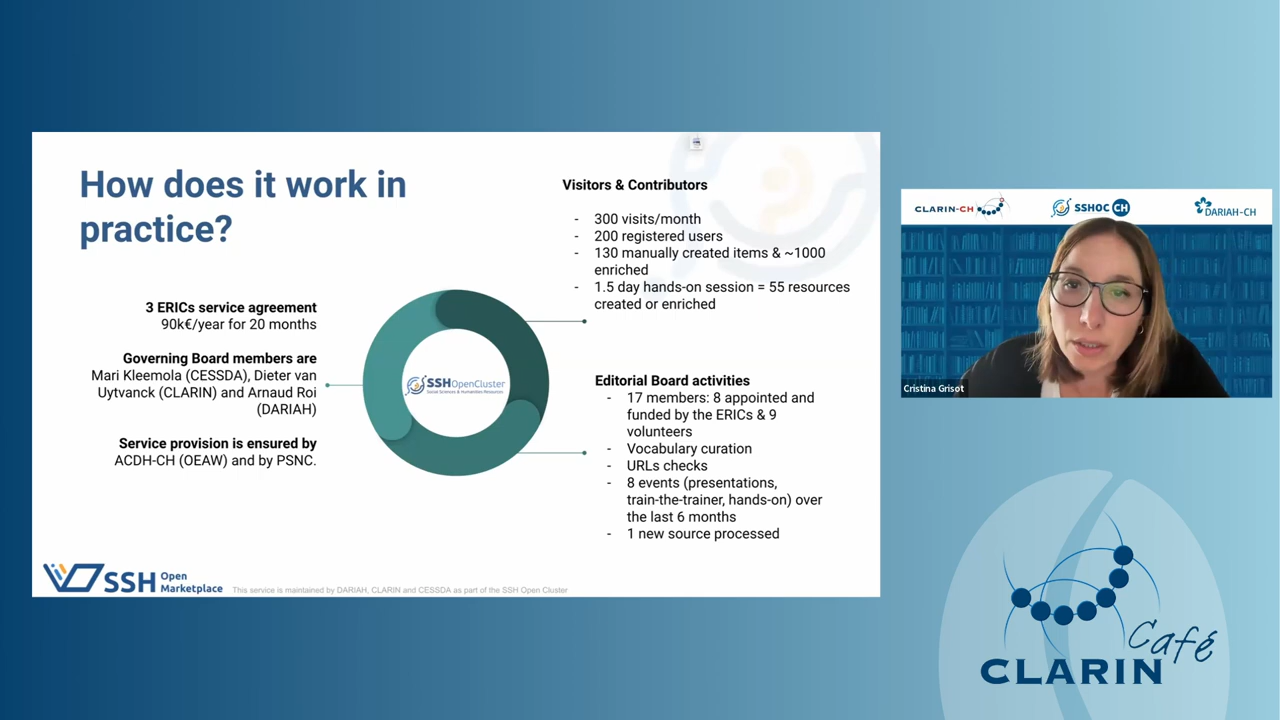 How does it work in
practice?
3 ERICs service agreement
90k€/year for 20 months
Governing Board members are
Mari Kleemola (CESSDA), Dieter van
Uytvanck (CLARIN) and Arnaud Roi
(DARIAH)
Service provision is ensured by
ACDH-CH (OEAW) and by PSNC.
SSHOpenCluster
Social Sciences & Humanities Resources
Visitors & Contributors
- 300 visits/month
- 200 registered users
- 130 manually created items & ~1000
enriched
- 1.5 day hands-on session = 55 resources
created or enriched
Editorial Board activities
- 17 members: 8 appointed and
funded by the ERICs & 9
volunteers
- Vocabulary curation
- URLs checks
- 8 events (presentations,
train-the-trainer, hands-on) over
the last 6 months
- 1 new source processed
SSH Open
Marketplace
This service is maintained by DARIAH, CLARIN and CESSDA as part of the SSH Open Cluster
CLARIN-CH
SSHOC CH
DARIAH-CH
Cristina Grisot
Café
CLARIN